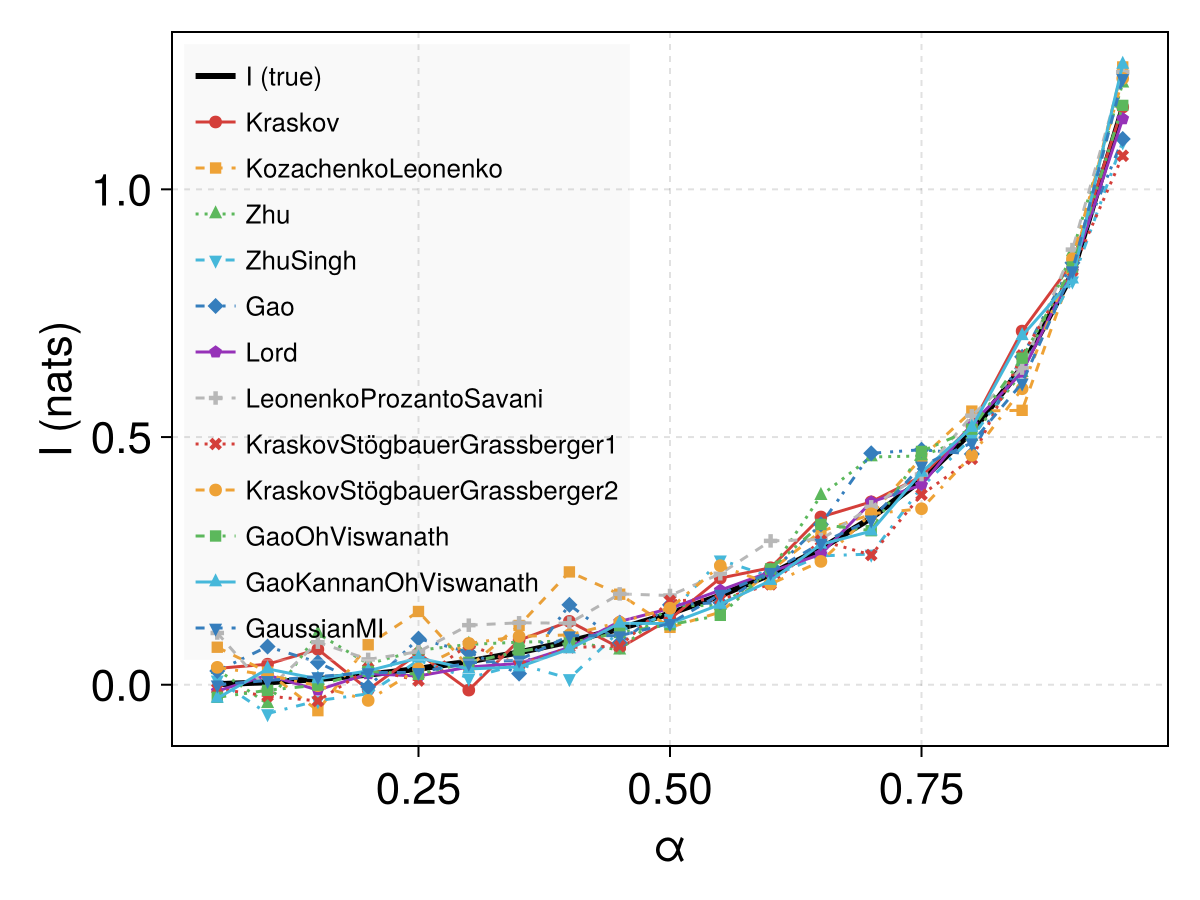 I (true)
Kraskov
KozachenkoLeonenko
Zhu
ZhuSingh
Gao
Lord
LeonenkoProzantoSavani
KraskovStögbauerGrassberger1
KraskovStögbauerGrassberger2
GaoOhViswanath
GaoKannanOhViswanath
GaussianMI
1.0
0.5
0.0
I (nats)
0.25 0.50 0.75
α